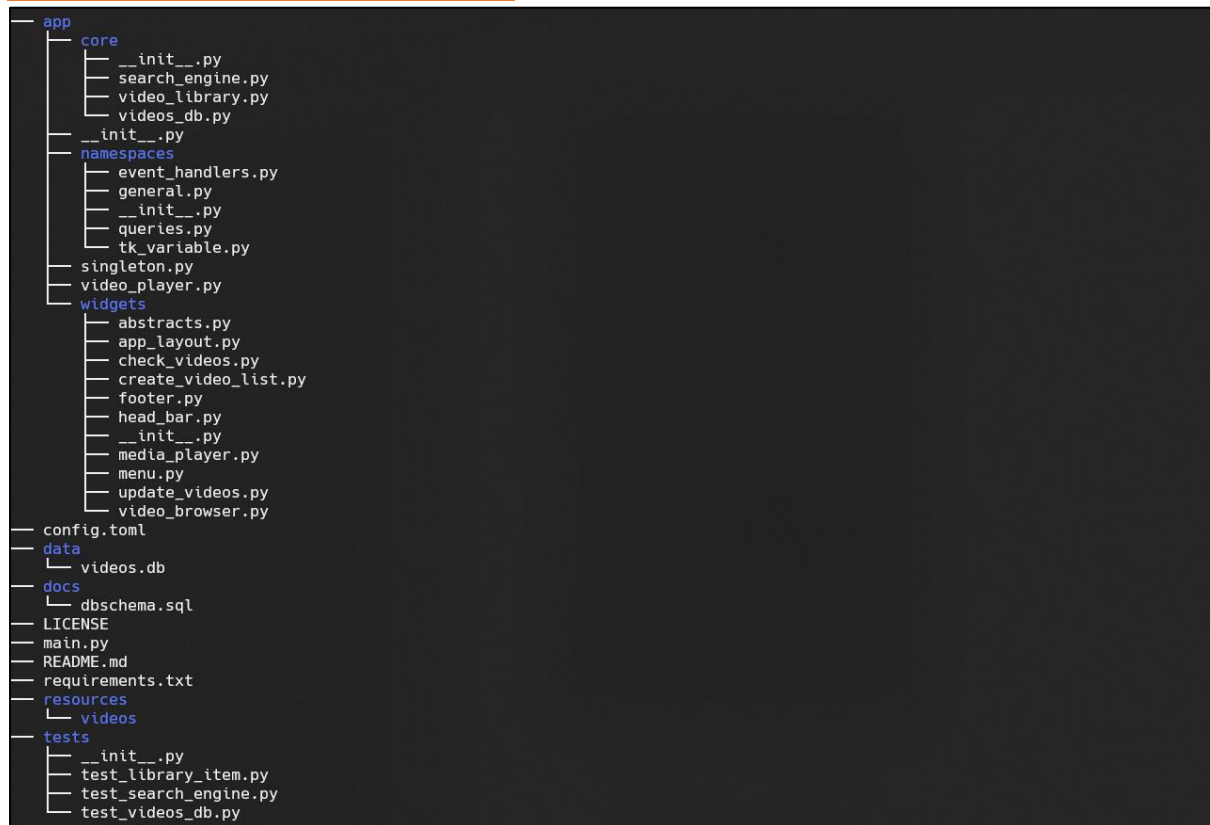 app
core
__init__.py
search_engine.py
video_library.py
videos_db.py
__init__.py
namespaces
event_handlers.py
general.py
__init__.py
queries.py
tk_variable.py
singleton.py
video_player.py
widgets
abstracts.py
app_layout.py
check_videos.py
create_video_list.py
footer.py
head_bar.py
__init__.py
media_player.py
menu.py
update_videos.py
video_browser.py
config.toml
data
videos.db
docs
dbschema.sql
LICENSE
main.py
README.md
requirements.txt
resources
videos
tests
__init__.py
test_library_item.py
test_search_engine.py
test_videos_db.py